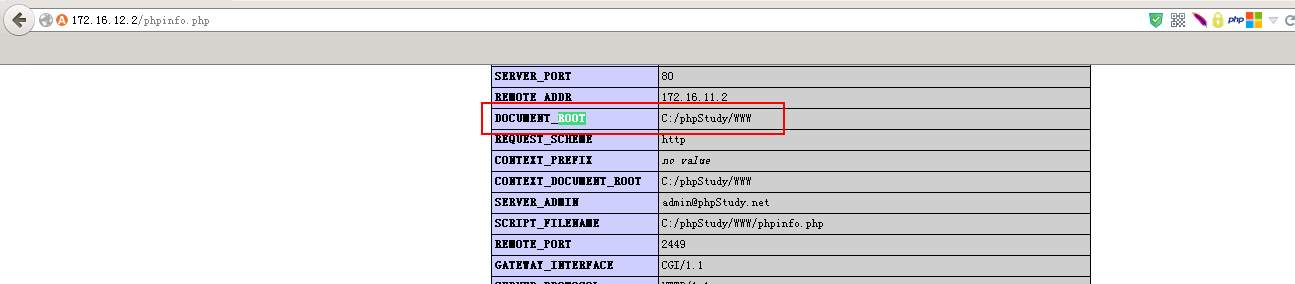 172.16.12.2/phpinfo.php
php
SERVER_PORT 80
REMOTE_ADDR 172.16.11.2
DOCUMENT_ROOT C:/phpStudy/WWW
REQUEST_SCHEME http
CONTEXT_PREFIX no value
CONTEXT_DOCUMENT_ROOT C:/phpStudy/WWW
SERVER_ADMIN admin@phpStudy.net
SCRIPT_FILENAME C:/phpStudy/WWW/phpinfo.php
REMOTE_PORT 2449
GATEWAY_INTERFACE CGI/1.1